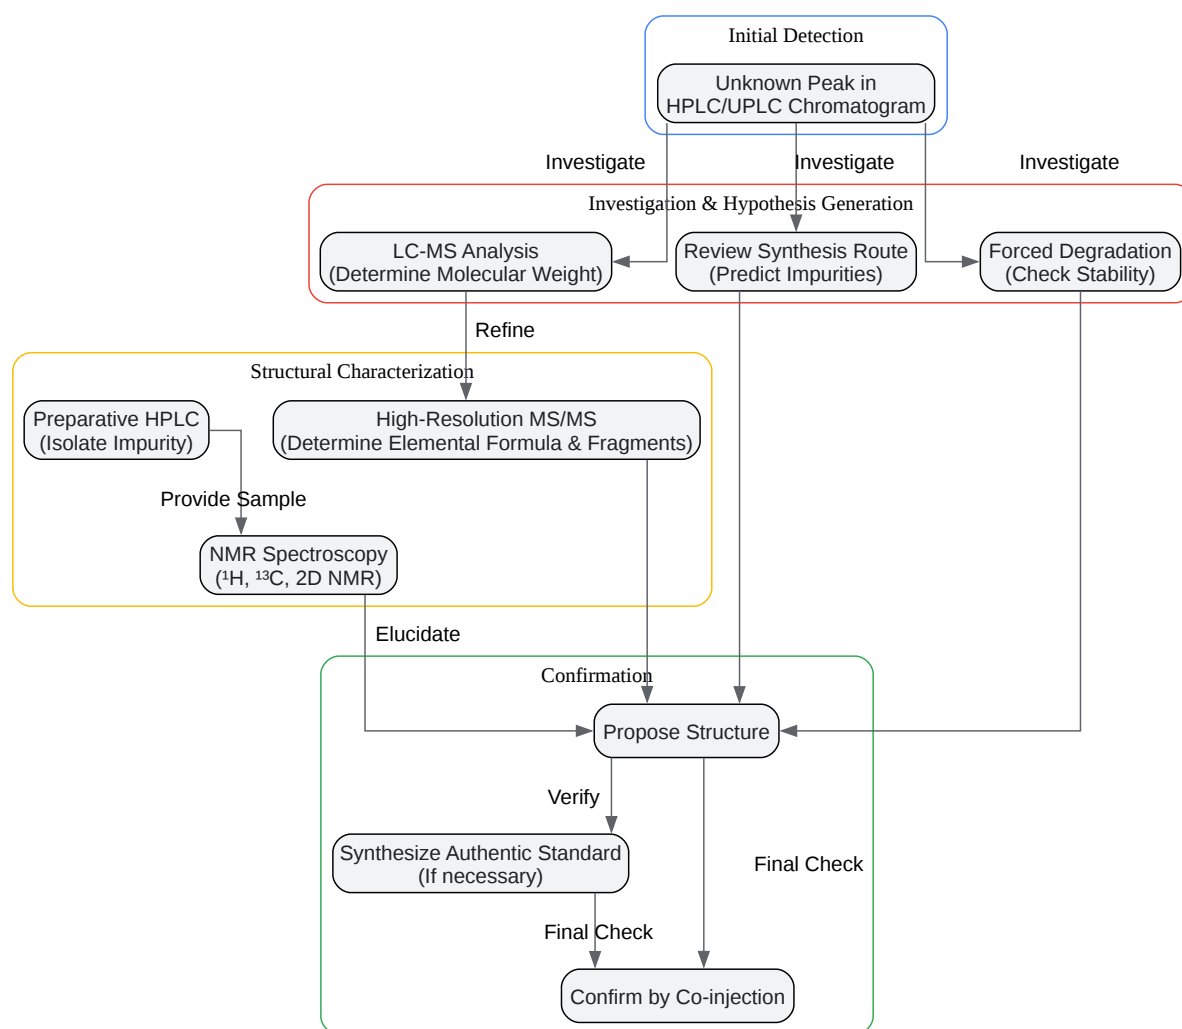 Initial Detection
Unknown Peak in
HPLC/UPLC Chromatogram
Investigate
Investigate
Investigate
Investigation & Hypothesis Generation
LC-MS Analysis
(Determine Molecular Weight)
Review Synthesis Route
(Predict Impurities)
Forced Degradation
(Check Stability)
Refine
Structural Characterization
Preparative HPLC
(Isolate Impurity)
High-Resolution MS/MS
(Determine Elemental Formula & Fragments)
Provide Sample
NMR Spectroscopy
(¹H, ¹³C, 2D NMR)
Elucidate
Confirmation
Propose Structure
Verify
Synthesize Authentic Standard
(If necessary)
Final Check
Final Check
Confirm by Co-injection